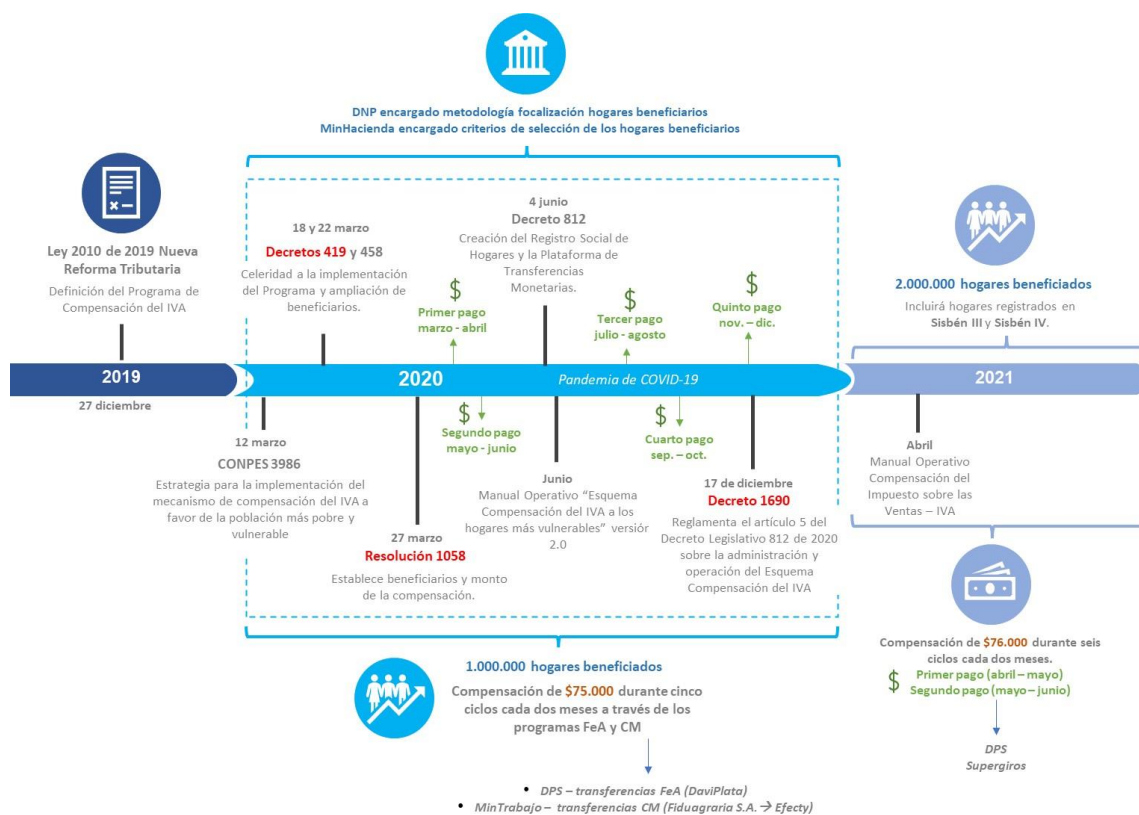 DNP encargado metodología focalización hogares beneficiarios
MinHacienda encargado criterios de selección de los hogares beneficiarios
Ley 2010 de 2019 Nueva
Reforma Tributaria
Definición del Programa de
Compensación del IVA
18 y 22 marzo
Decretos 419 y 458
Celeridad a la implementación
del Programa y ampliación de
beneficiarios.
4 junio
Decreto 812
Creación del Registro Social de
Hogares y la Plataforma de
Transferencias
Monetarias.
$
Primer pago
marzo - abril
$
Tercer pago
julio - agosto
$
Quinto pago
nov. – dic.
2.000.000 hogares beneficiados
Incluirá hogares registrados en
Sisbén III y Sisbén IV.
2019
2020
Pandemia de COVID-19
2021
27 diciembre
12 marzo
CONPES 3986
Estrategia para la implementación del
mecanismo de compensación del IVA a
favor de la población más pobre y
vulnerable
27 marzo
Resolución 1058
Establece beneficiarios y monto
de la compensación.
$
Segundo pago
mayo - junio
Junio
Manual Operativo “Esquema
Compensación del IVA a los
hogares más vulnerables” versiór
2.0
$
Cuarto pago
sep. – oct.
17 de diciembre
Decreto 1690
Reglamenta el artículo 5 del
Decreto Legislativo 812 de 2020
sobre la administración y
operación del Esquema
Compensación del IVA
Abril
Manual Operativo
Compensación del
Impuesto sobre las
Ventas – IVA
1.000.000 hogares beneficiados
Compensación de $75.000 durante cinco
ciclos cada dos meses a través de los
programas FeA y CM
• DPS – transferencias FeA (DaviPlata)
• MinTrabajo – transferencias CM (Fiduagraria S.A. → Efecty)
Compensación de $76.000 durante seis
ciclos cada dos meses.
$ Primer pago (abril – mayo)
Segundo pago (mayo – junio)
DPS
Supergiros